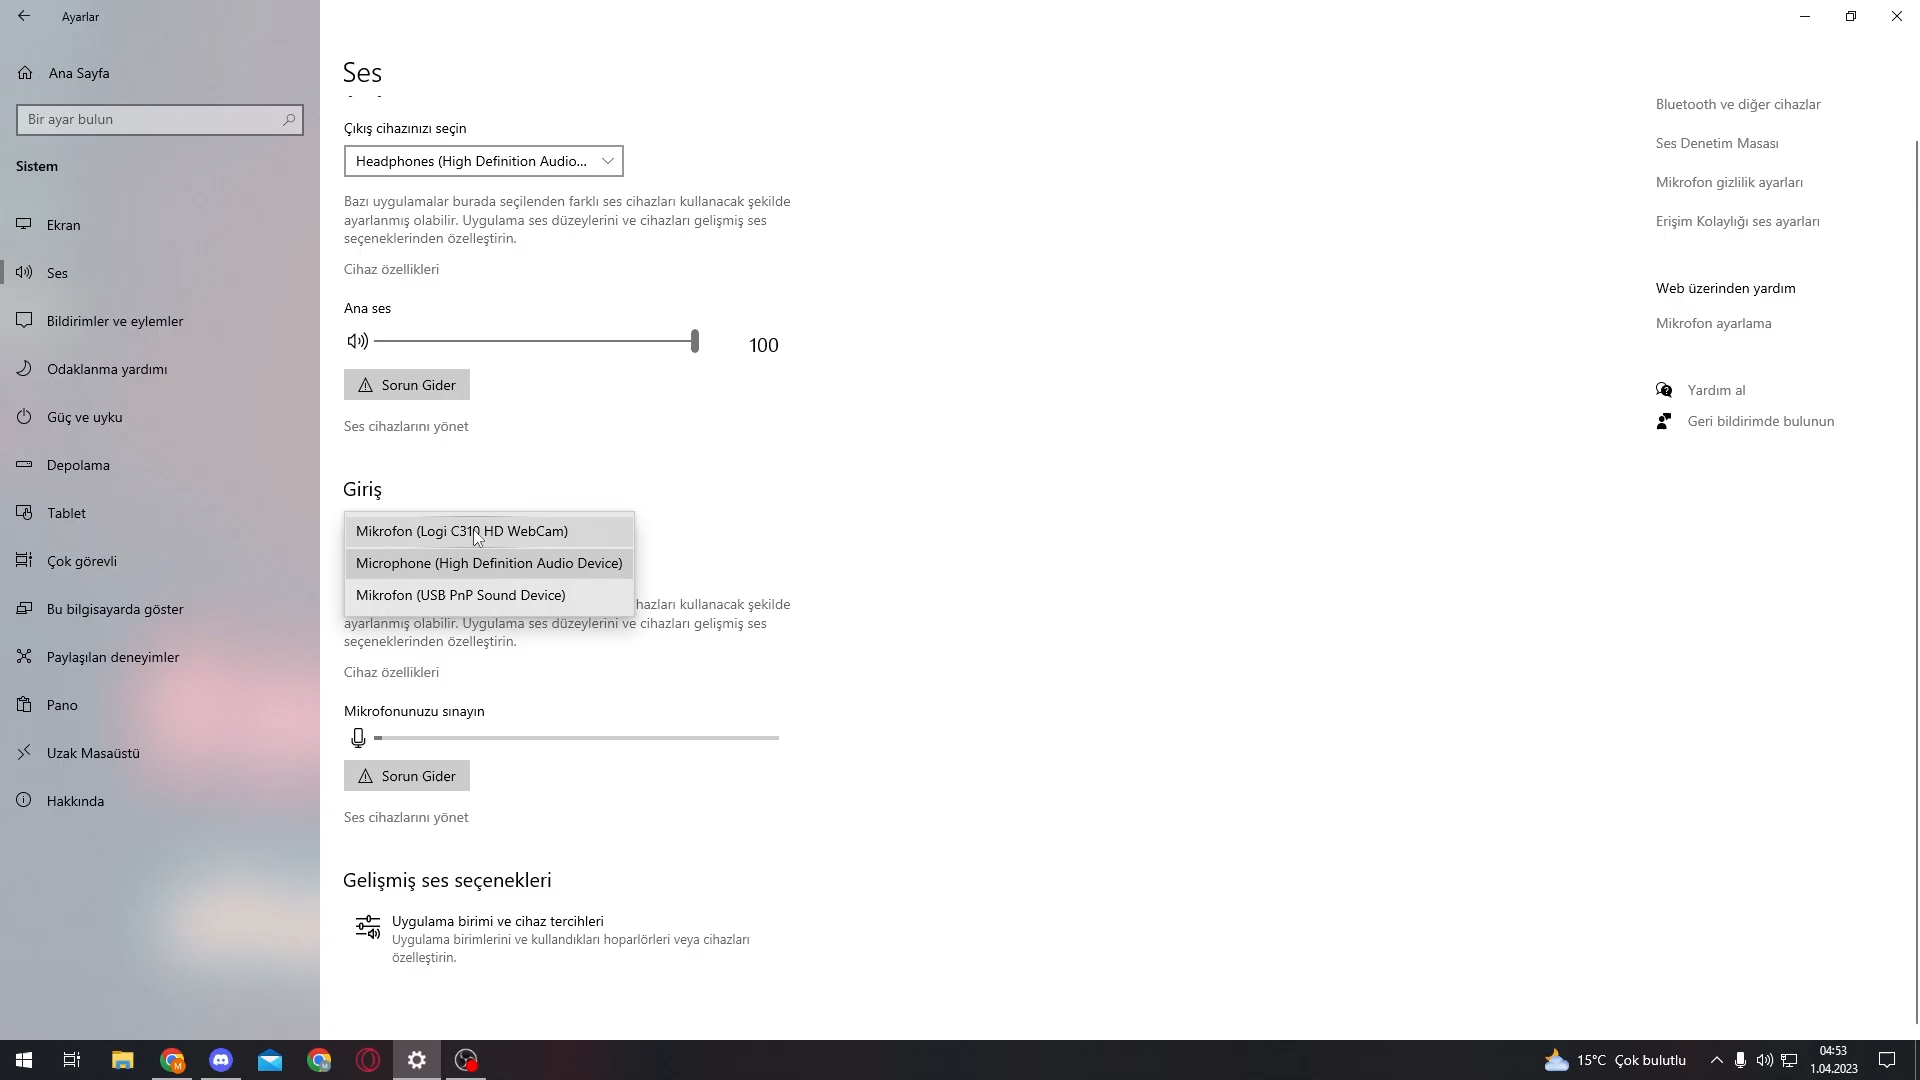 Ayarlar
Ana Sayfa
Bir ayar bulun
Sistem
Ekran
Ses
Bildirimler ve eylemler
Odaklanma yardımı
Güç ve uyku
Depolama
Tablet
Çok görevli
Bu bilgisayarda göster
Paylaşılan deneyimler
Pano
Uzak Masaüstü
Hakkında
Ses
Çıkış cihazınızı seçin
Headphones (High Definition Audio...
Bazı uygulamalar burada seçilenden farklı ses cihazları kullanacak şekilde
ayarlanmış olabilir. Uygulama ses düzeylerini ve cihazları gelişmiş ses
seçeneklerinden özelleştirin.
Cihaz özellikleri
Ana ses
100
Sorun Gider
Ses cihazlarını yönet
Giriş
Mikrofon (Logi C310 HD WebCam)
Microphone (High Definition Audio Device)
Mikrofon (USB PnP Sound Device)
hazları kullanacak şekilde
ayarlanmış olabilir. Uygulama ses düzeylerini ve cihazları gelişmiş ses
seçeneklerinden özelleştirin.
Cihaz özellikleri
Mikrofonunuzu sınayın
Sorun Gider
Ses cihazlarını yönet
Gelişmiş ses seçenekleri
Uygulama birimi ve cihaz tercihleri
Uygulama birimlerini ve kullandıkları hoparlörleri veya cihazları
özelleştirin.
Bluetooth ve diğer cihazlar
Ses Denetim Masası
Mikrofon gizlilik ayarları
Erişim Kolaylığı ses ayarları
Web üzerinden yardım
Mikrofon ayarlama
Yardım al
Geri bildirimde bulunun
15°C Çok bulutlu
04:53
1.04.2023